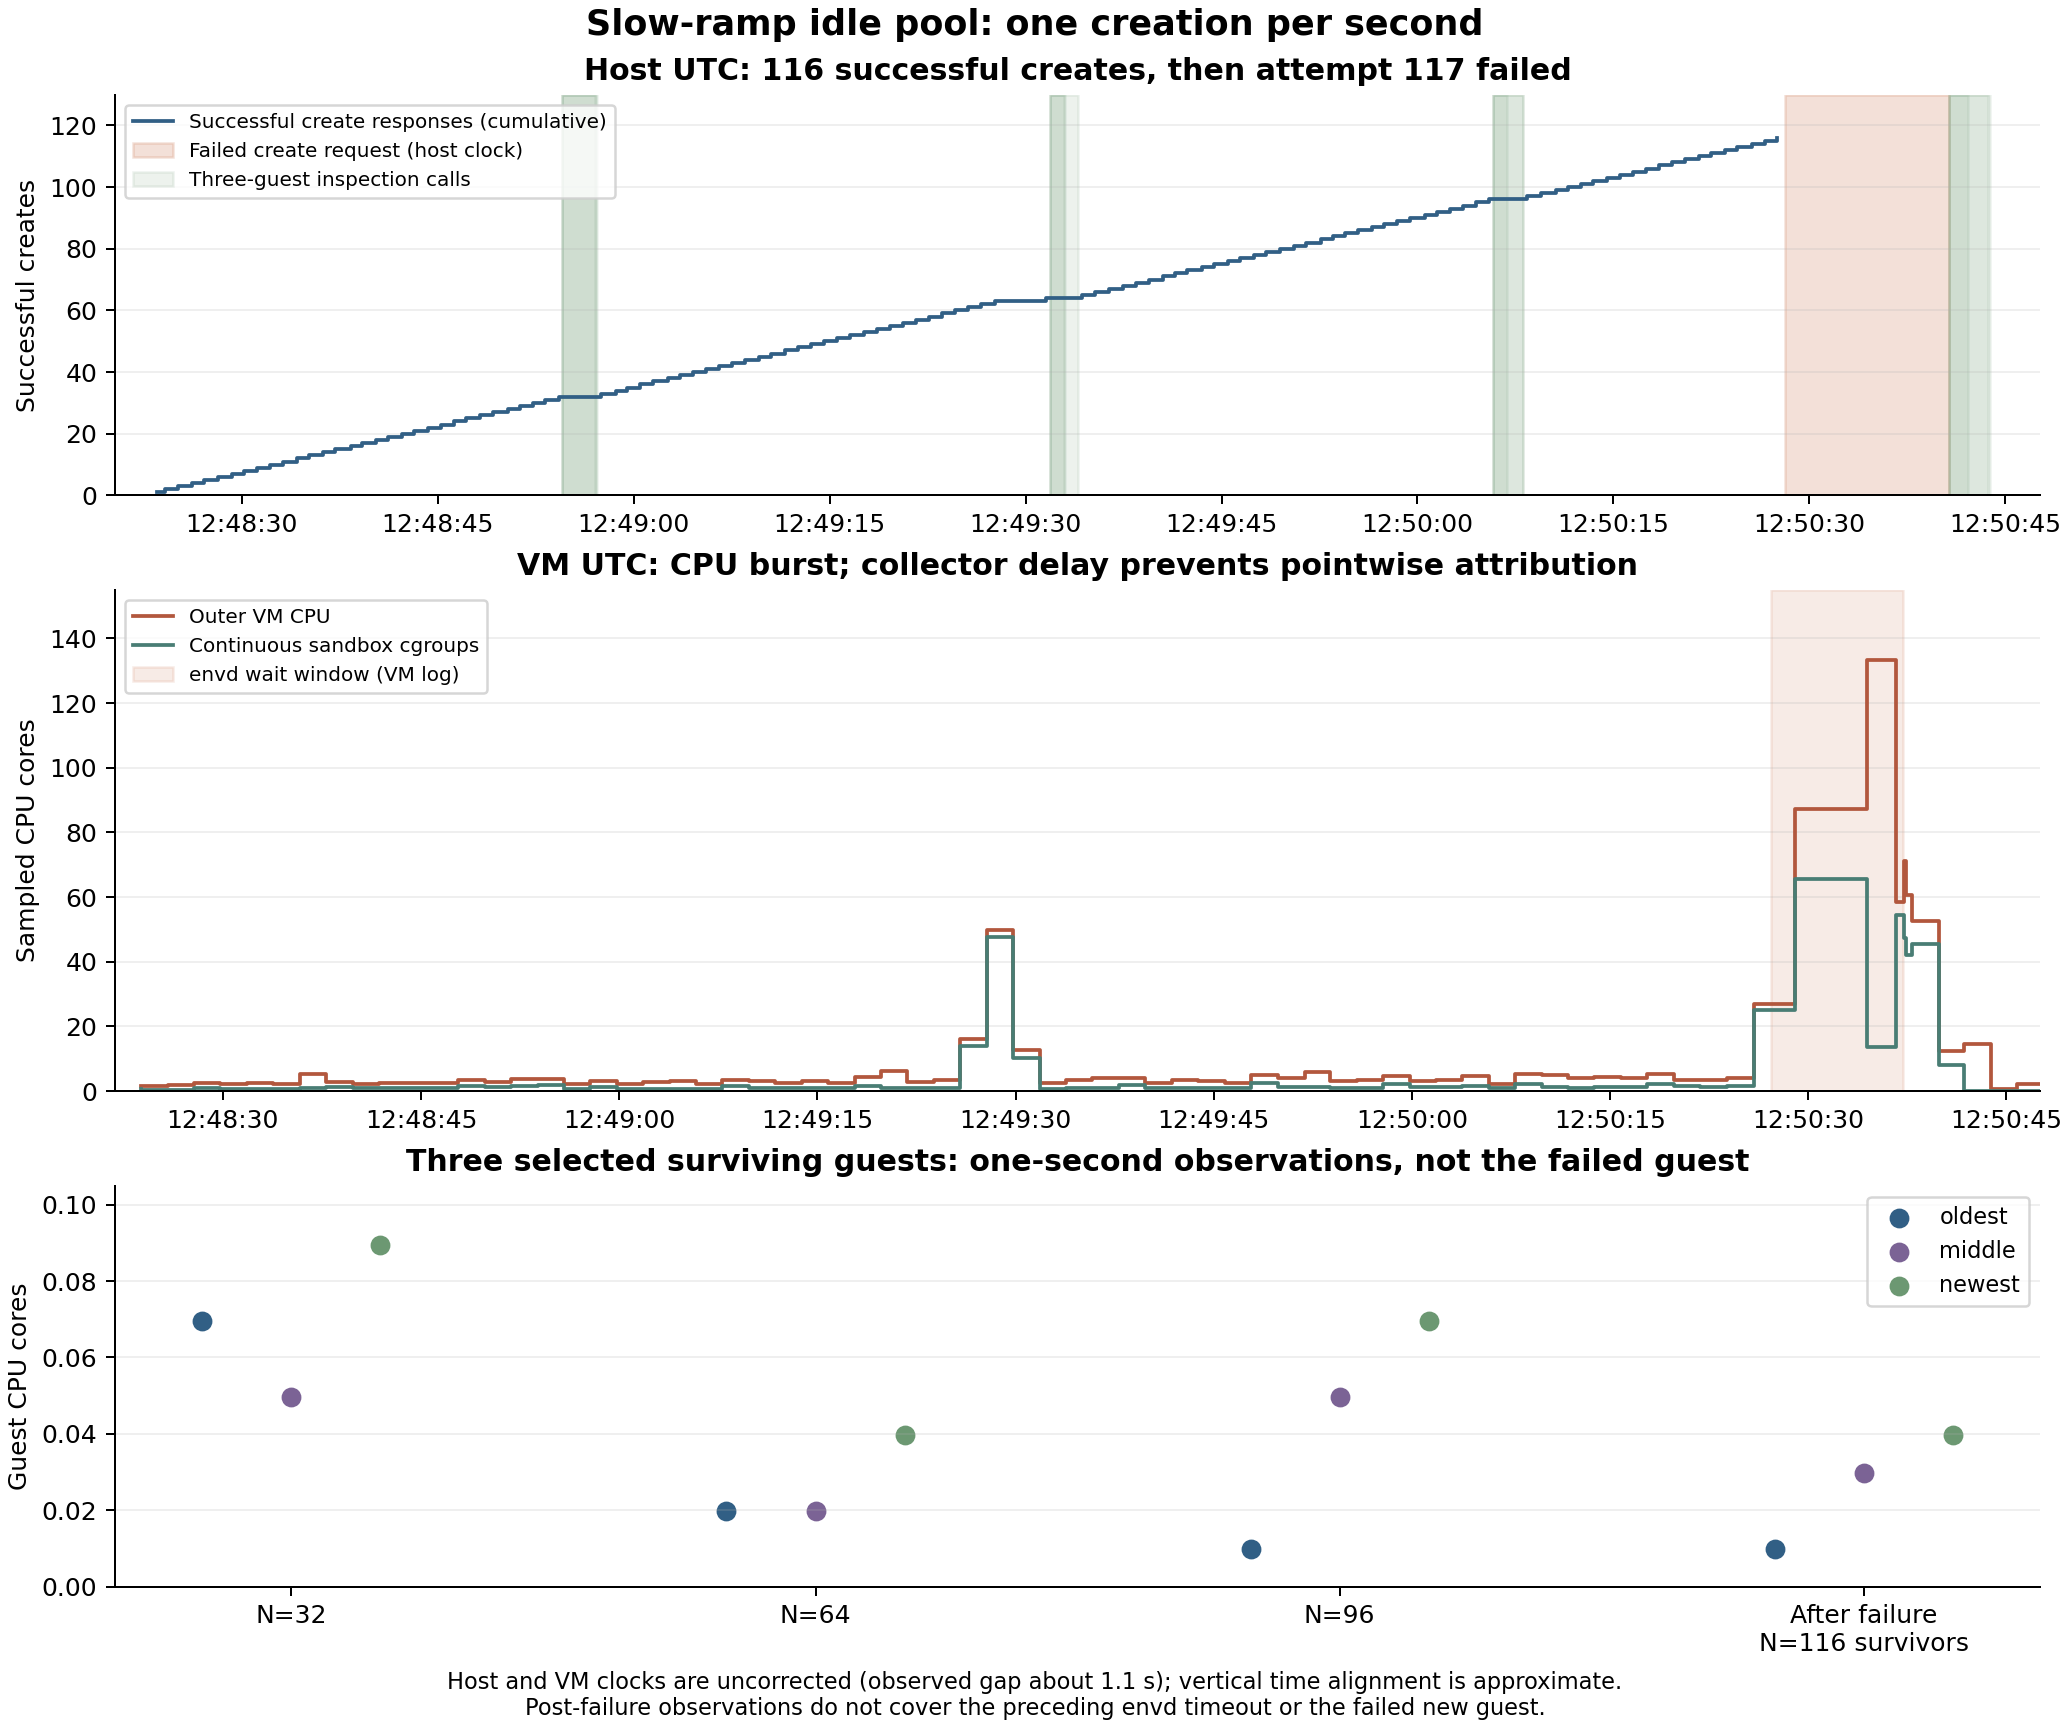 Slow-ramp idle pool: one creation per second
Host UTC: 116 successful creates, then attempt 117 failed
Successful creates
120
100
80
60
40
20
0
Successful create responses (cumulative)
Failed create request (host clock)
Three-guest inspection calls
12:48:30
12:48:45
12:49:00
12:49:15
12:49:30
12:49:45
12:50:00
12:50:15
12:50:30
12:50:45
VM UTC: CPU burst; collector delay prevents pointwise attribution
Sampled CPU cores
140
120
100
80
60
40
20
0
Outer VM CPU
Continuous sandbox cgroups
envd wait window (VM log)
12:48:30
12:48:45
12:49:00
12:49:15
12:49:30
12:49:45
12:50:00
12:50:15
12:50:30
12:50:45
Three selected surviving guests: one-second observations, not the failed guest
Guest CPU cores
0.10
0.08
0.06
0.04
0.02
0.00
oldest
middle
newest
N=32
N=64
N=96
After failure
N=116 survivors
Host and VM clocks are uncorrected (observed gap about 1.1 s); vertical time alignment is approximate.
Post-failure observations do not cover the preceding envd timeout or the failed new guest.